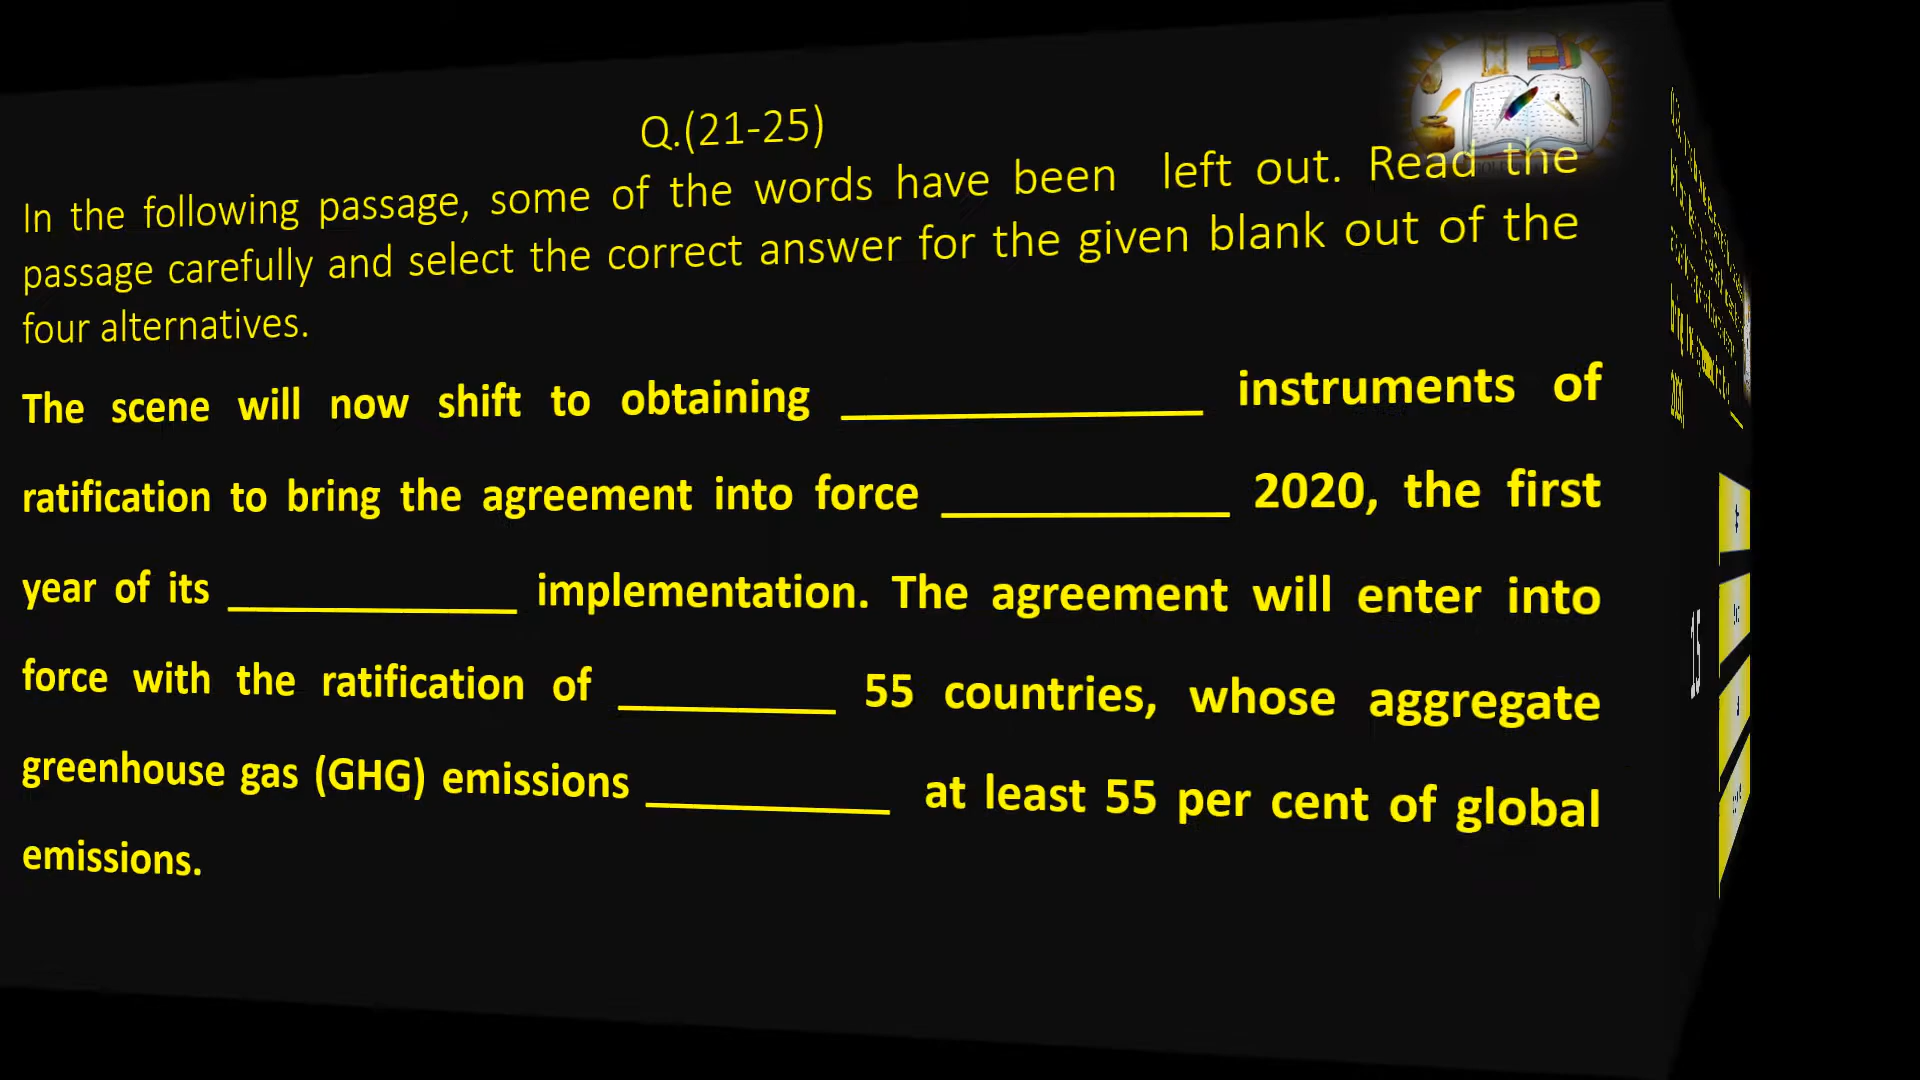 Q.(21-25)
In the following passage, some of the words have been left out. Read the
passage carefully and select the correct answer for the given blank out of the
four alternatives.
The scene will now shift to obtaining ______________ instruments of
ratification to bring the agreement into force ___________ 2020, the first
year of its ___________ implementation. The agreement will enter into
force with the ratification of ________ 55 countries, whose aggregate
greenhouse gas (GHG) emissions _________ at least 55 per cent of global
emissions.
15